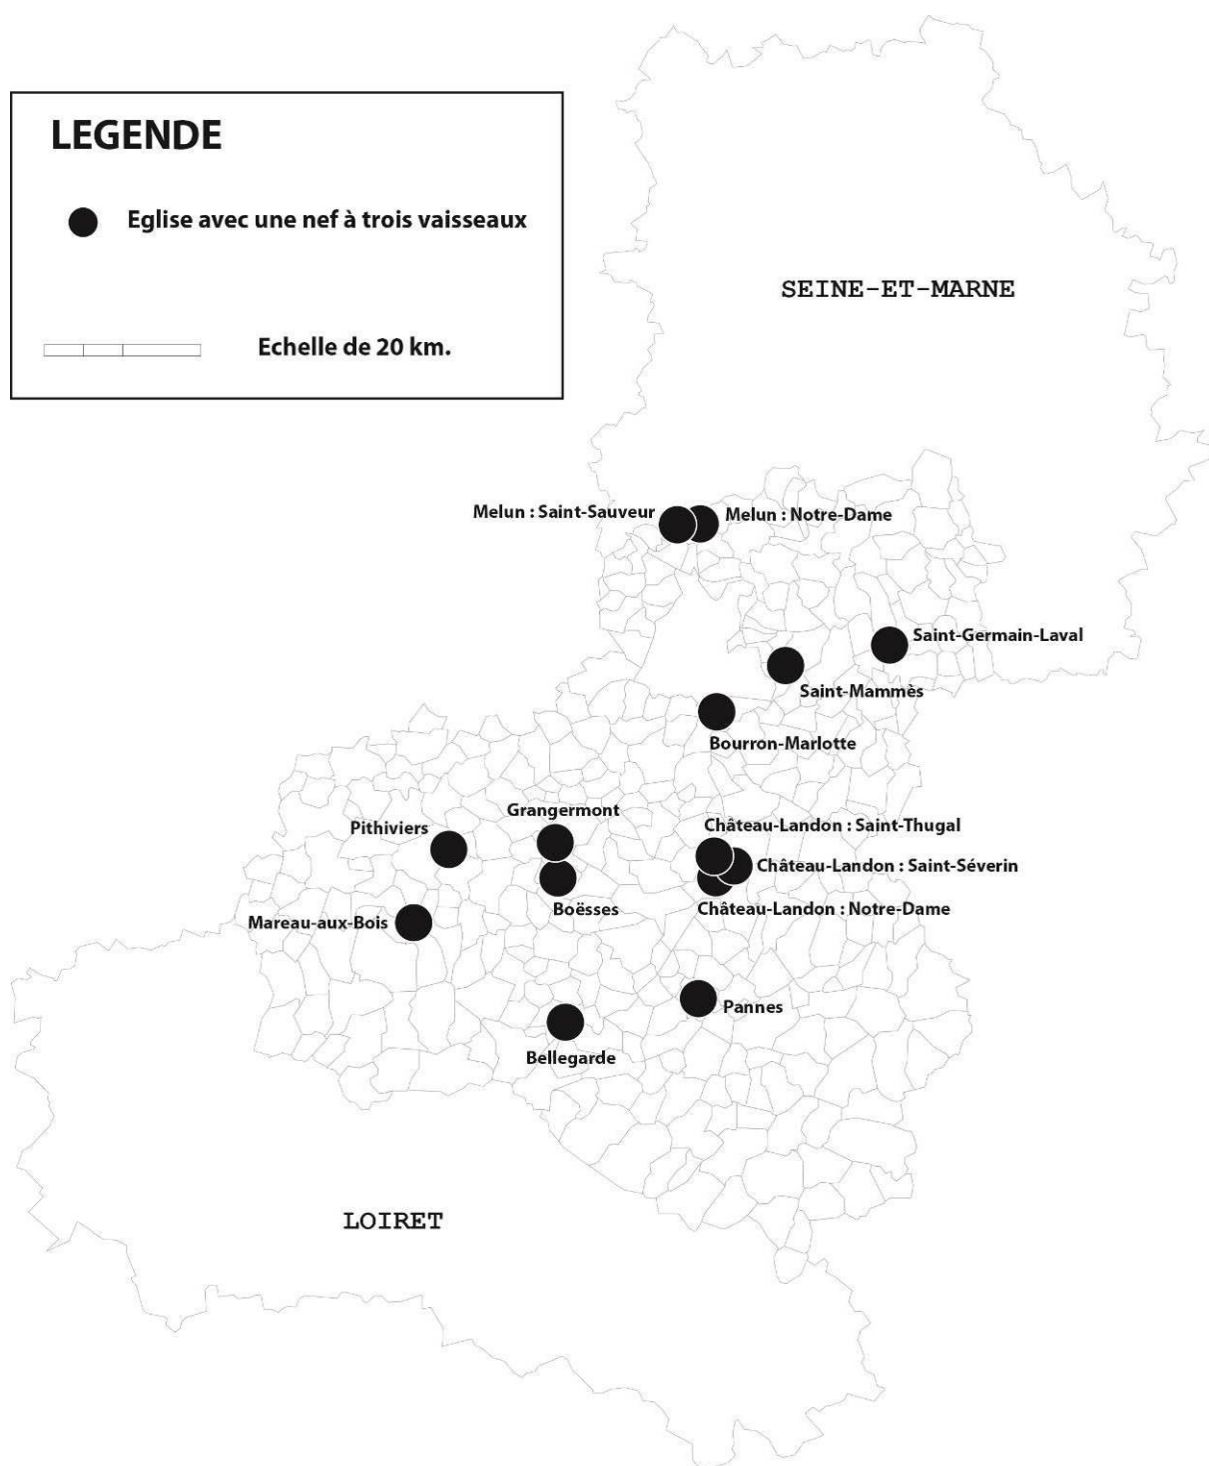 LEGENDE
Eglise avec une nef à trois vaisseaux
Echelle de 20 km.
SEINE-ET-MARNE
Melun : Saint-Sauveur
Melun : Notre-Dame
Saint-Germain-Laval
Saint-Mammès
Bourron-Marlotte
Grangermont
Pithiviers
Château-Landon : Saint-Thugal
Château-Landon : Saint-Séverin
Boësses
Château-Landon : Notre-Dame
Mareau-aux-Bois
Pannes
Bellegarde
LOIRET